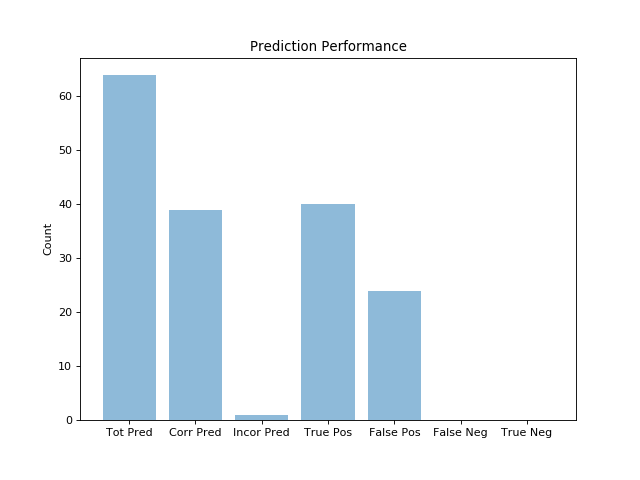 Prediction Performance
Count
60
50
40
30
20
10
0
Tot Pred Corr Pred Incor Pred True Pos False Pos False Neg True Neg